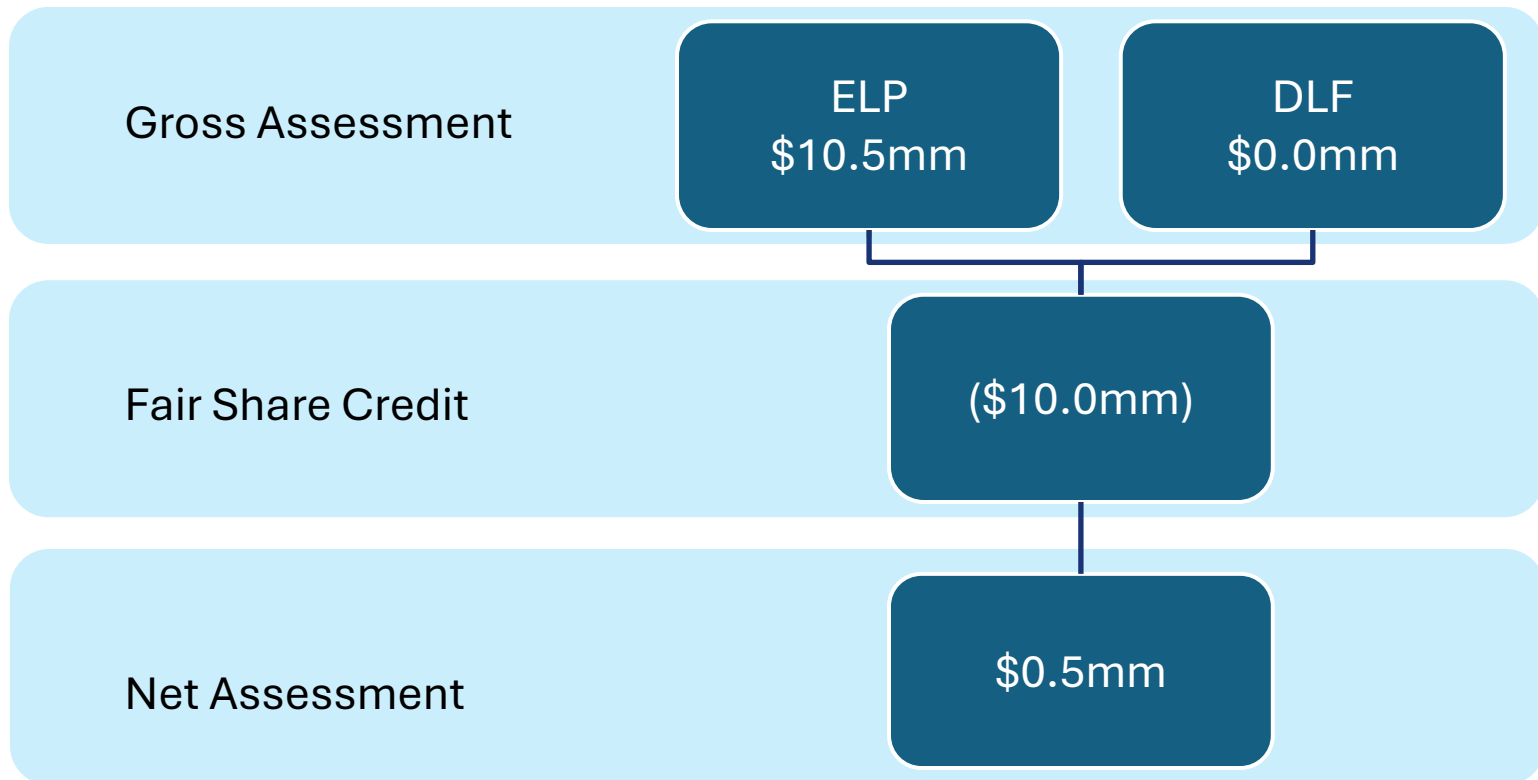 Gross Assessment
ELP
$10.5mm
DLF
$0.0mm
Fair Share Credit
($10.0mm)
Net Assessment
$0.5mm